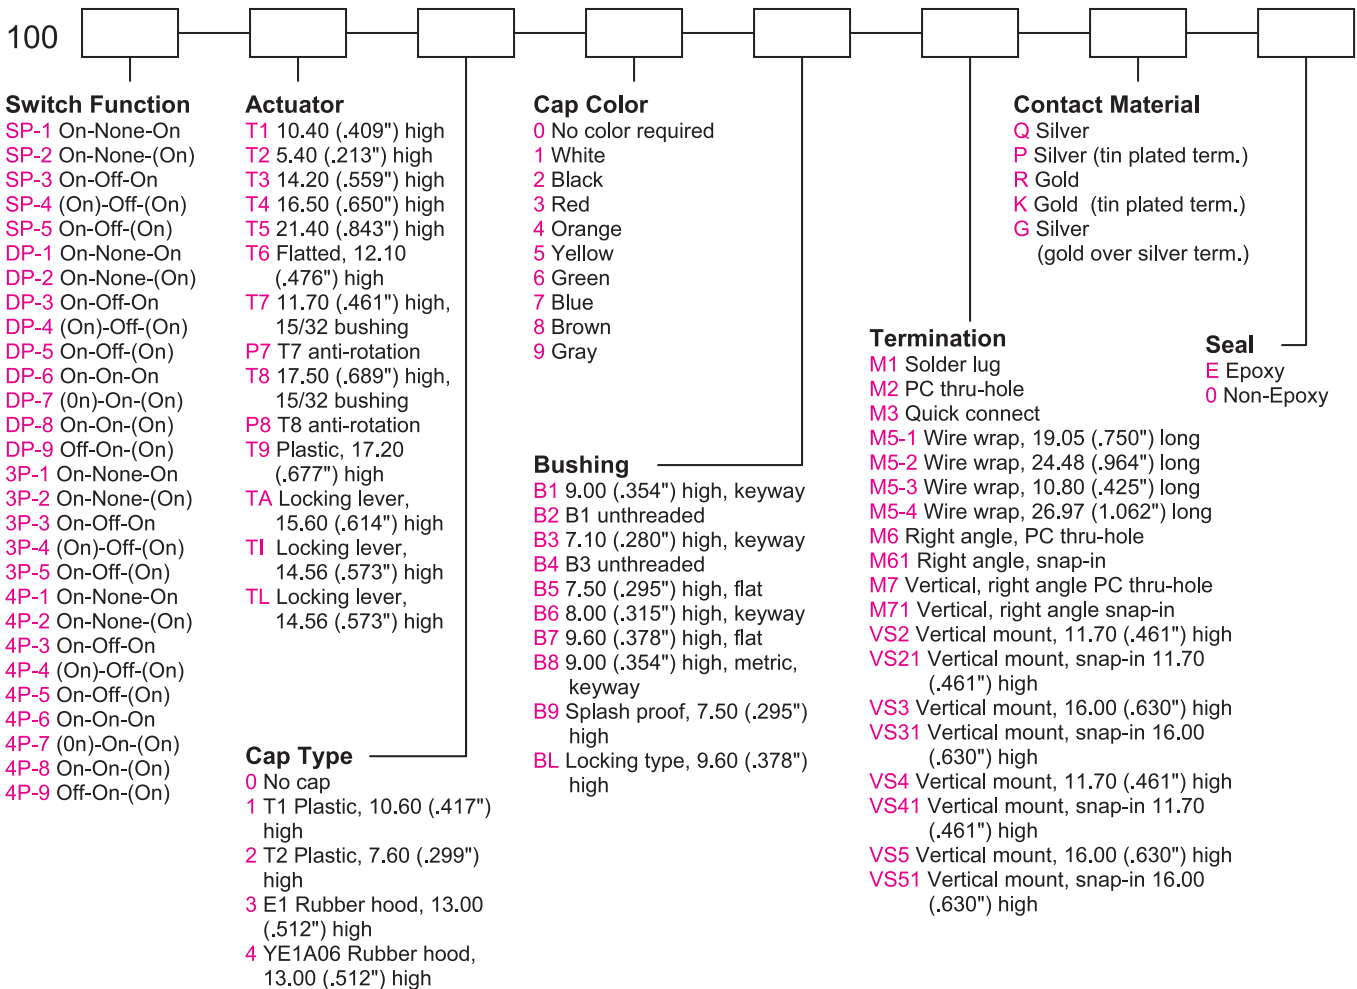 100
Switch Function
SP-1 On-None-On
SP-2 On-None-(On)
SP-3 On-Off-On
SP-4 (On)-Off-(On)
SP-5 On-Off-(On)
DP-1 On-None-On
DP-2 On-None-(On)
DP-3 On-Off-On
DP-4 (On)-Off-(On)
DP-5 On-Off-(On)
DP-6 On-On-On
DP-7 (0n)-On-(On)
DP-8 On-On-(On)
DP-9 Off-On-(On)
3P-1 On-None-On
3P-2 On-None-(On)
3P-3 On-Off-On
3P-4 (On)-Off-(On)
3P-5 On-Off-(On)
4P-1 On-None-On
4P-2 On-None-(On)
4P-3 On-Off-On
4P-4 (On)-Off-(On)
4P-5 On-Off-(On)
4P-6 On-On-On
4P-7 (0n)-On-(On)
4P-8 On-On-(On)
4P-9 Off-On-(On)
Actuator
T1 10.40 (.409") high
T2 5.40 (.213") high
T3 14.20 (.559") high
T4 16.50 (.650") high
T5 21.40 (.843") high
T6 Flatted, 12.10
(.476") high
T7 11.70 (.461") high,
15/32 bushing
P7 T7 anti-rotation
T8 17.50 (.689") high,
15/32 bushing
P8 T8 anti-rotation
T9 Plastic, 17.20
(.677") high
TA Locking lever,
15.60 (.614") high
TI Locking lever,
14.56 (.573") high
TL Locking lever,
14.56 (.573") high
Cap Type
0 No cap
1 T1 Plastic, 10.60 (.417")
high
2 T2 Plastic, 7.60 (.299")
high
3 E1 Rubber hood, 13.00
(.512") high
4 YE1A06 Rubber hood,
13.00 (.512") high
Cap Color
0 No color required
1 White
2 Black
3 Red
4 Orange
5 Yellow
6 Green
7 Blue
8 Brown
9 Gray
Bushing
B1 9.00 (.354") high, keyway
B2 B1 unthreaded
B3 7.10 (.280") high, keyway
B4 B3 unthreaded
B5 7.50 (.295") high, flat
B6 8.00 (.315") high, keyway
B7 9.60 (.378") high, flat
B8 9.00 (.354") high, metric,
keyway
B9 Splash proof, 7.50 (.295")
high
BL Locking type, 9.60 (.378")
high
Termination
M1 Solder lug
M2 PC thru-hole
M3 Quick connect
M5-1 Wire wrap, 19.05 (.750") long
M5-2 Wire wrap, 24.48 (.964") long
M5-3 Wire wrap, 10.80 (.425") long
M5-4 Wire wrap, 26.97 (1.062") long
M6 Right angle, PC thru-hole
M61 Right angle, snap-in
M7 Vertical, right angle PC thru-hole
M71 Vertical, right angle snap-in
VS2 Vertical mount, 11.70 (.461") high
VS21 Vertical mount, snap-in 11.70
(.461") high
VS3 Vertical mount, 16.00 (.630") high
VS31 Vertical mount, snap-in 16.00
(.630") high
VS4 Vertical mount, 11.70 (.461") high
VS41 Vertical mount, snap-in 11.70
(.461") high
VS5 Vertical mount, 16.00 (.630") high
VS51 Vertical mount, snap-in 16.00
(.630") high
Contact Material
Q Silver
P Silver (tin plated term.)
R Gold
K Gold (tin plated term.)
G Silver
(gold over silver term.)
Seal
E Epoxy
0 Non-Epoxy